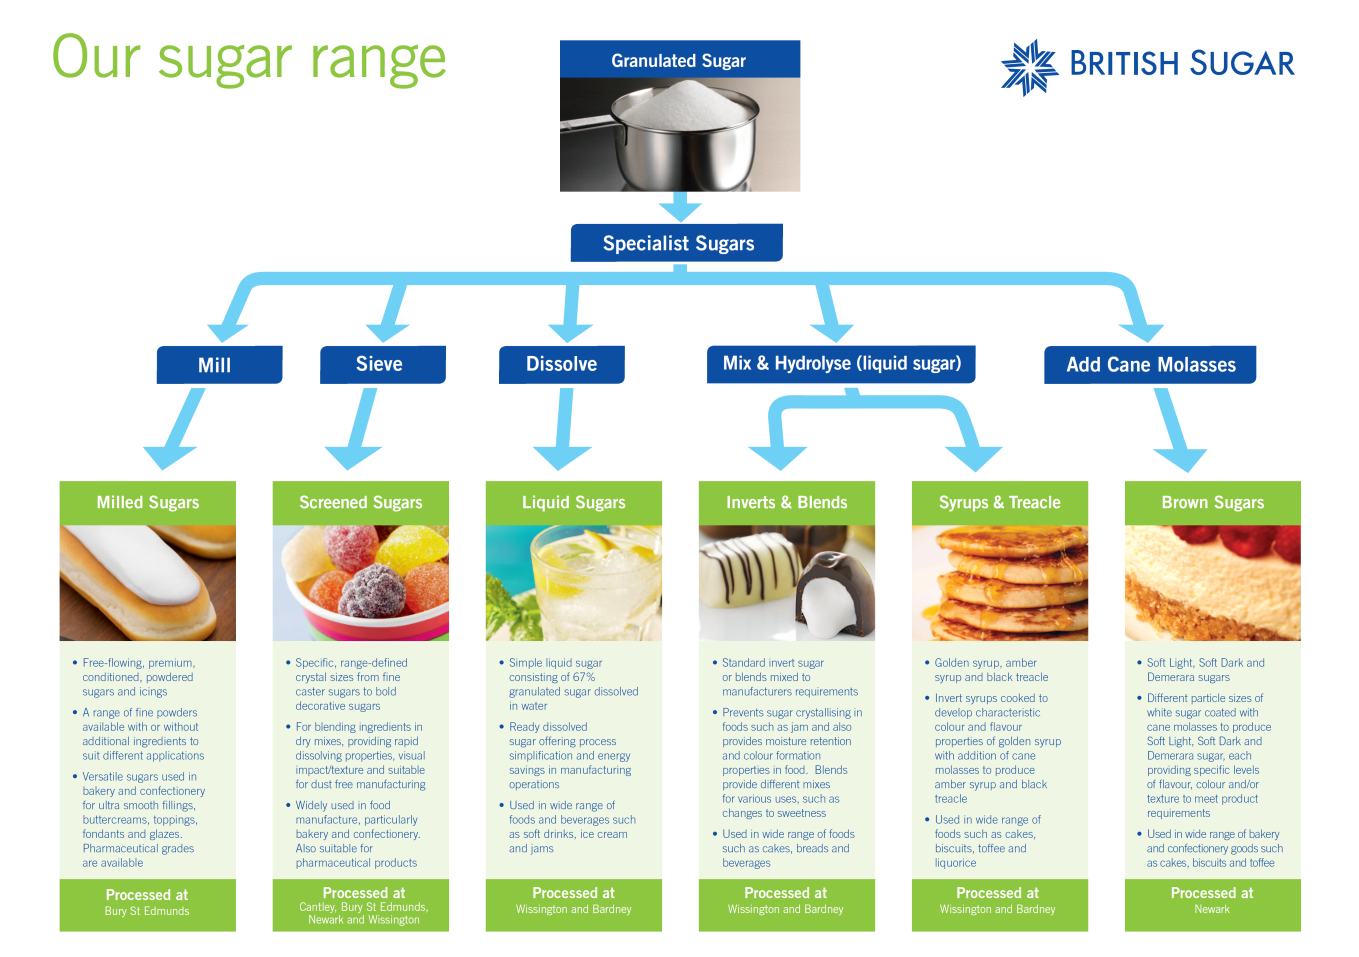 Our sugar range
Granulated Sugar
BRITISH SUGAR
Specialist Sugars
Mill
Sieve
Dissolve
Mix & Hydrolyse (liquid sugar)
Add Cane Molasses
Milled Sugars
• Free-flowing, premium,
conditioned, powdered
sugars and icings
• A range of fine powders
available with or without
additional ingredients to
suit different applications
• Versatile sugars used in
bakery and confectionery
for ultra smooth fillings,
buttercreams, toppings,
fondants and glazes.
Pharmaceutical grades
are available
Processed at
Bury St Edmunds
Screened Sugars
• Specific, range-defined
crystal sizes from fine
caster sugars to bold
decorative sugars
• For blending ingredients in
dry mixes, providing rapid
dissolving properties, visual
impact/texture and suitable
for dust free manufacturing
• Widely used in food
manufacture, particularly
bakery and confectionery.
Also suitable for
pharmaceutical products
Processed at
Cantley, Bury St Edmunds,
Newark and Wissington
Liquid Sugars
• Simple liquid sugar
consisting of 67%
granulated sugar dissolved
in water
• Ready dissolved
sugar offering process
simplification and energy
savings in manufacturing
operations
• Used in wide range of
foods and beverages such
as soft drinks, ice cream
and jams
Processed at
Wissington and Bardney
Inverts & Blends
• Standard invert sugar
or blends mixed to
manufacturers requirements
• Prevents sugar crystallising in
foods such as jam and also
provides moisture retention
and colour formation
properties in food. Blends
provide different mixes
for various uses, such as
changes to sweetness
• Used in wide range of foods
such as cakes, breads and
beverages
Processed at
Wissington and Bardney
Syrups & Treacle
• Golden syrup, amber
syrup and black treacle
• Invert syrups cooked to
develop characteristic
colour and flavour
properties of golden syrup
with addition of cane
molasses to produce
amber syrup and black
treacle
• Used in wide range of
foods such as cakes,
biscuits, toffee and
liquorice
Processed at
Wissington and Bardney
Brown Sugars
• Soft Light, Soft Dark and
Demerara sugars
• Different particle sizes of
white sugar coated with
cane molasses to produce
Soft Light, Soft Dark and
Demerara sugar, each
providing specific levels
of flavour, colour and/or
texture to meet product
requirements
• Used in wide range of bakery
and confectionery goods such
as cakes, biscuits and toffee
Processed at
Newark